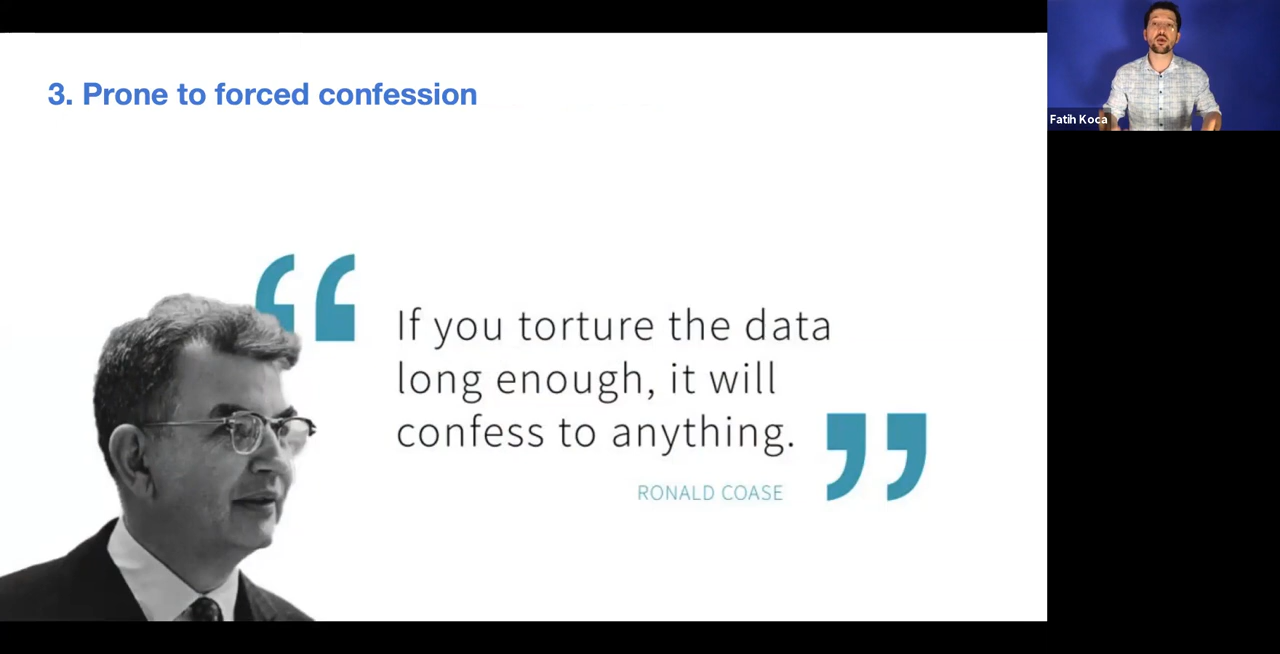 3. Prone to forced confession
Fatih Koca
“
If you torture the data
long enough, it will
confess to anything.
”
RONALD COASE